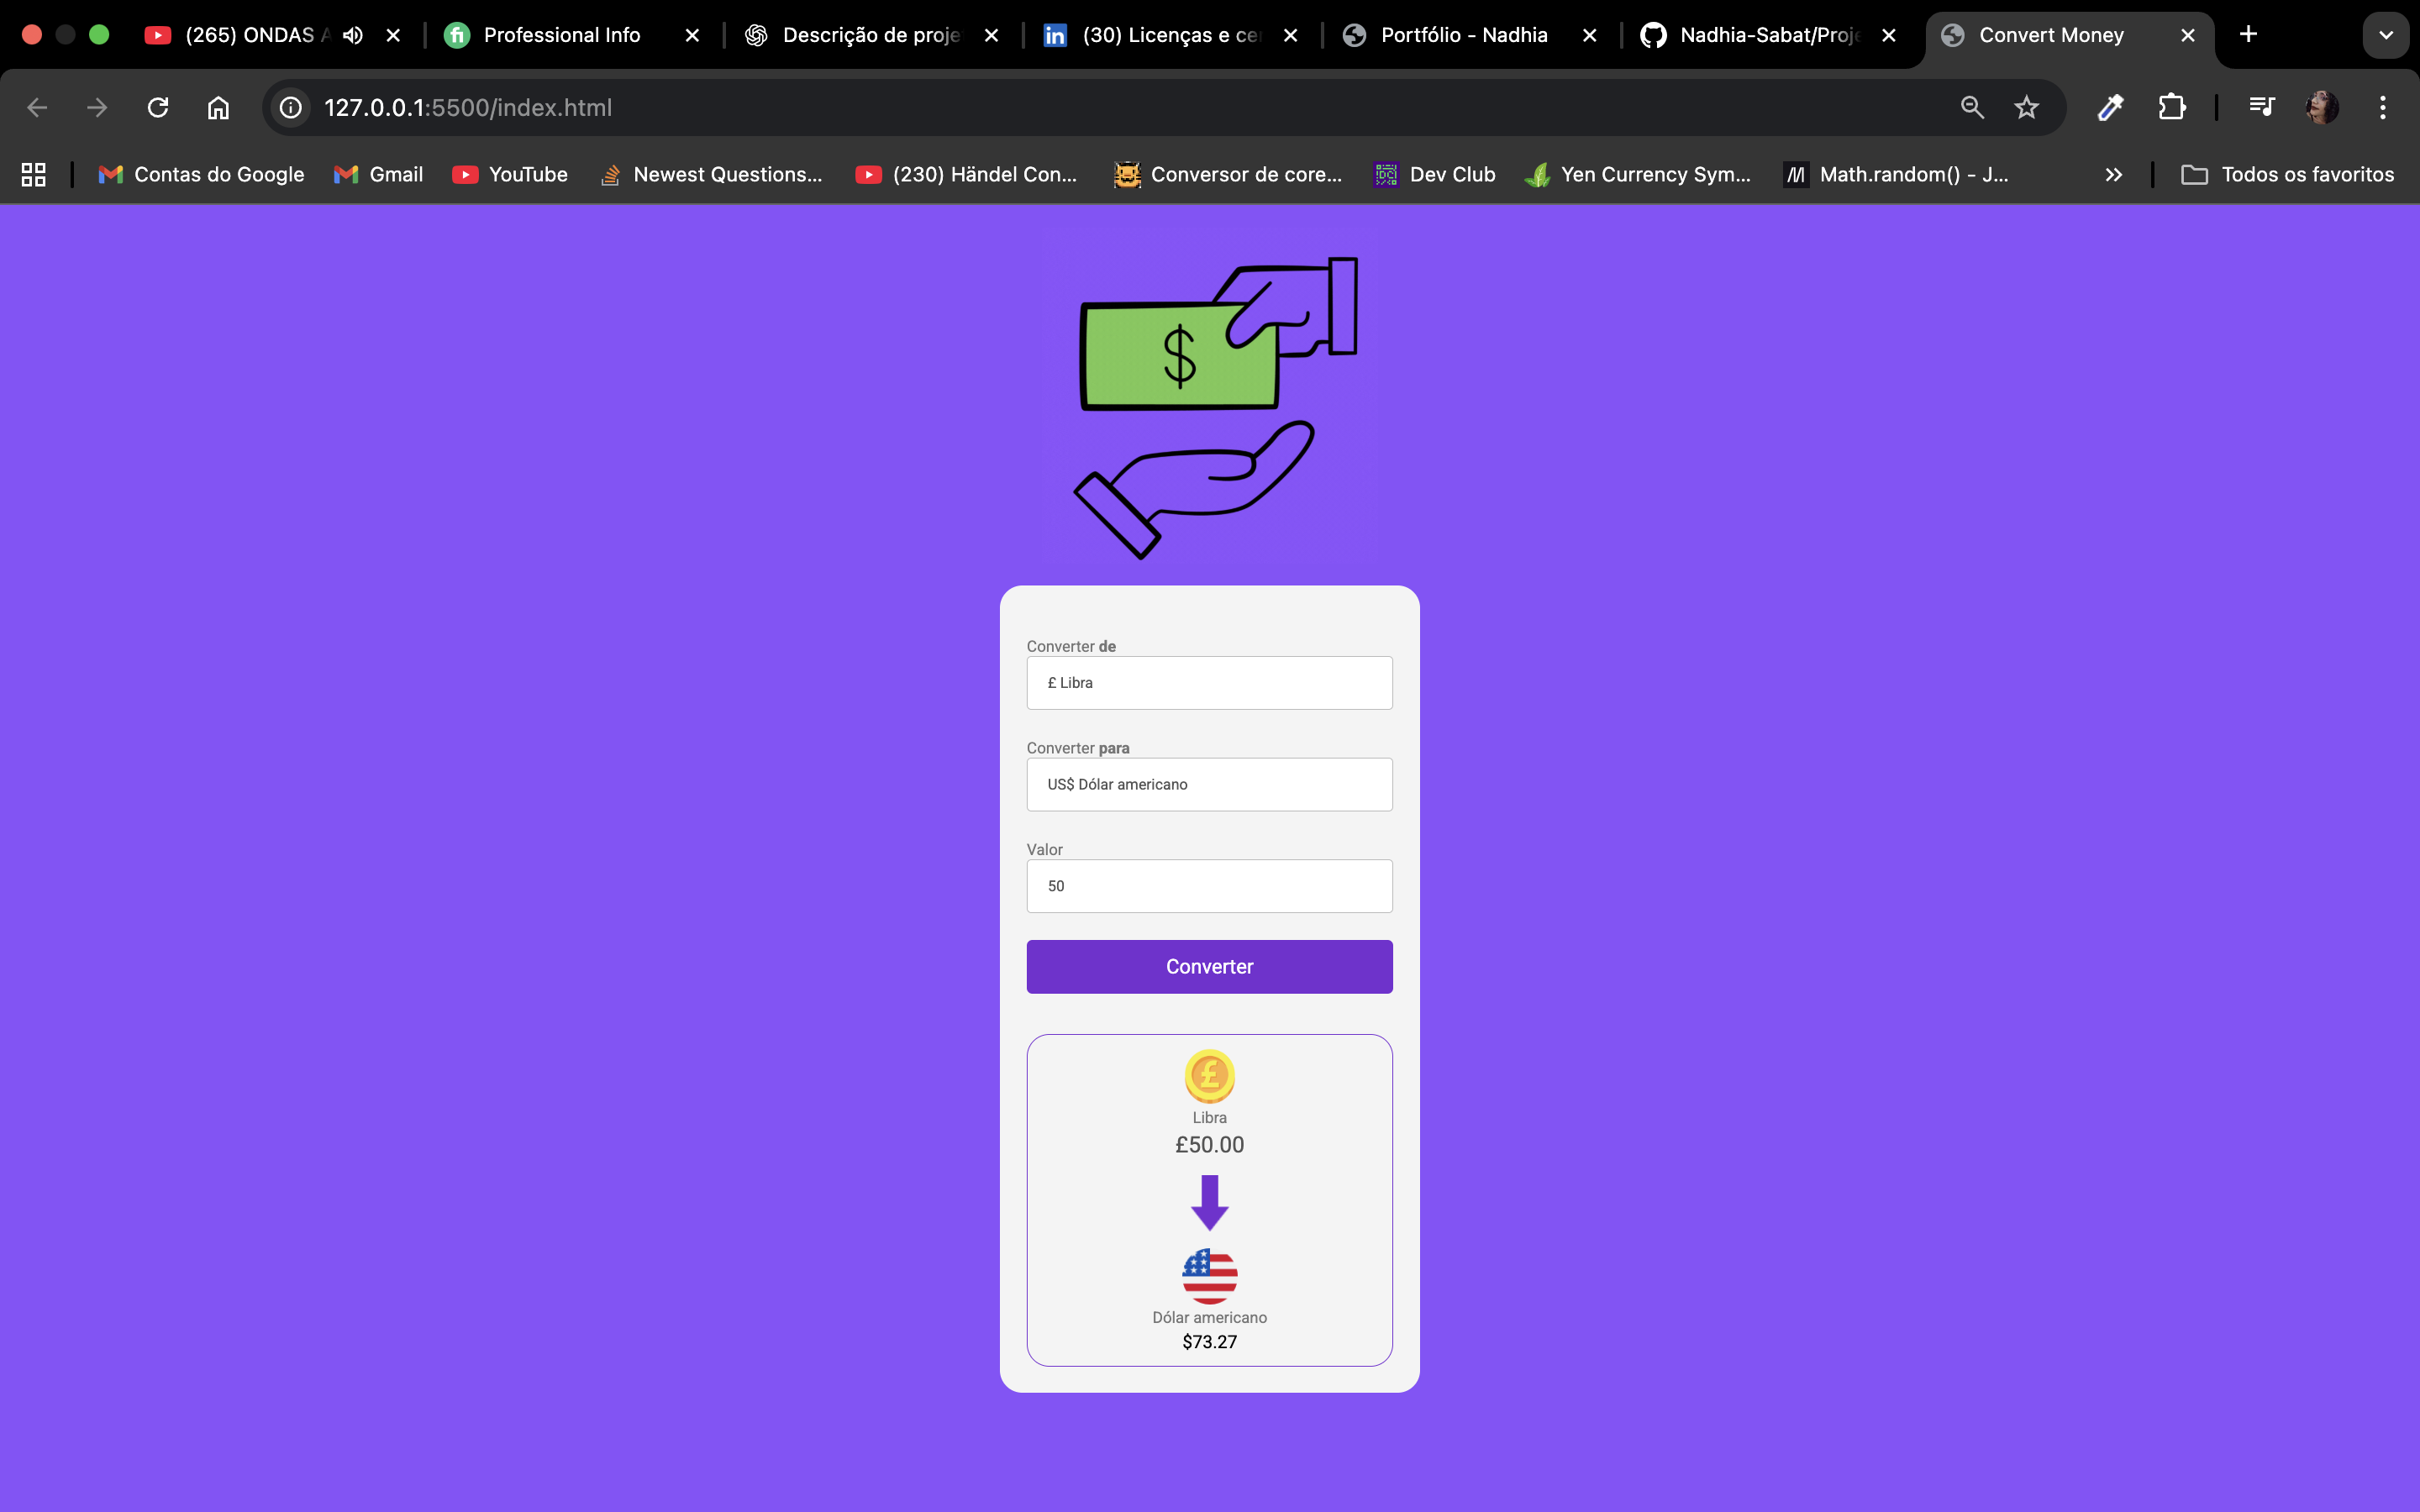 (265) ONDAS A
Professional Info
Descrição de proje
(30) Licenças e cer
Portfólio - Nadhia
Nadhia-Sabat/Proje
Convert Money
127.0.0.1:5500/index.html
Contas do Google
Gmail
YouTube
Newest Questions...
(230) Händel Con...
Conversor de core...
Dev Club
Yen Currency Sym...
Math.random() - J...
Todos os favoritos
$
Converter de
£ Libra
Converter para
US$ Dólar americano
Valor
50
Converter
£
Libra
£50.00
Dólar americano
$73.27